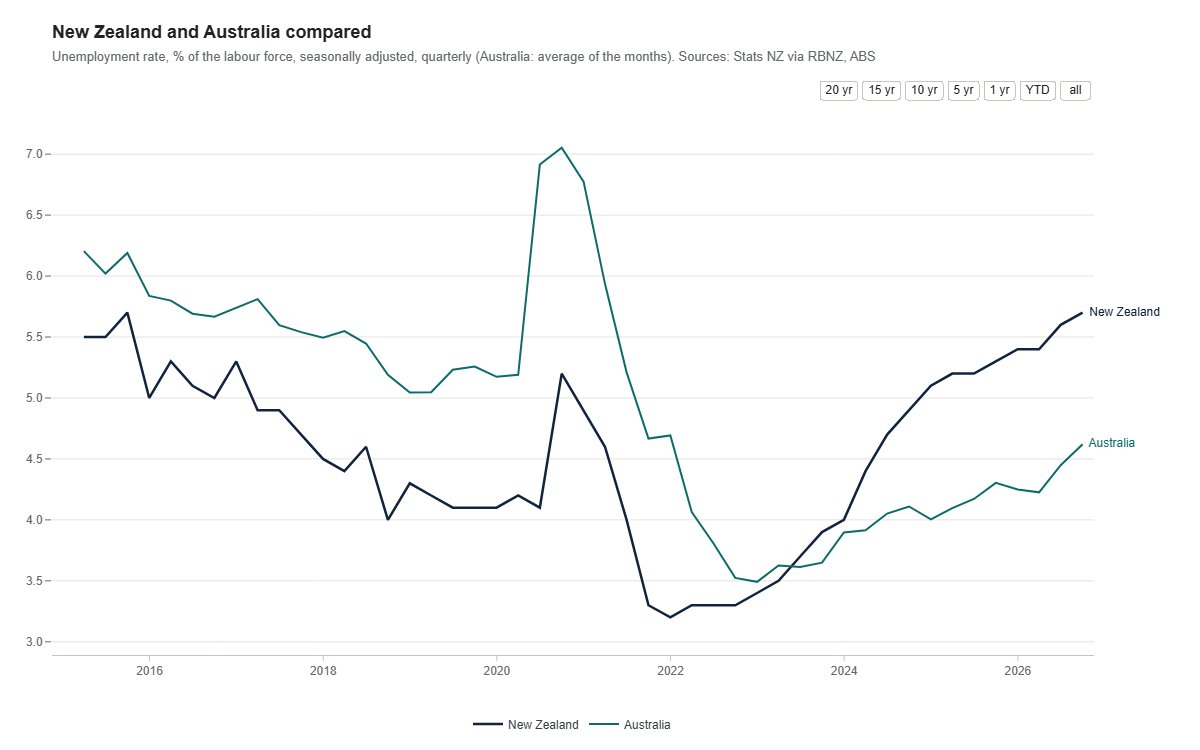 New Zealand and Australia compared
Unemployment rate, % of the labour force, seasonally adjusted, quarterly (Australia: average of the months). Sources: Stats NZ via RBNZ, ABS
20 yr 15 yr 10 yr 5 yr 1 yr YTD all
7.0
6.5
6.0
5.5
New Zealand
5.0
4.5
Australia
4.0
3.5
3.0
2016 2018 2020 2022 2024 2026
New Zealand Australia